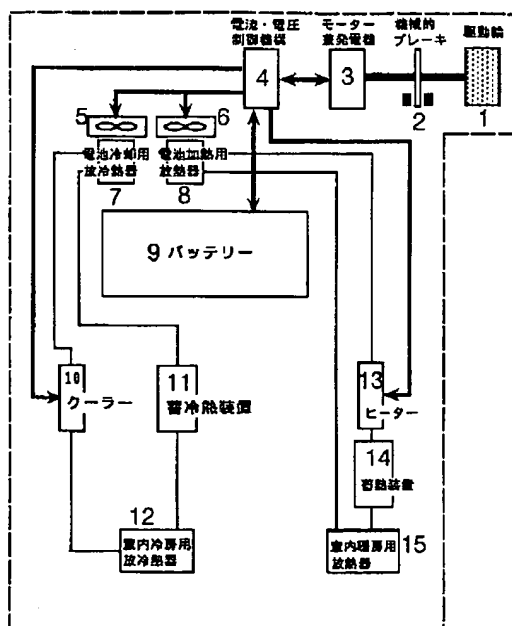 電流・電圧
制御機構
4
モーター
兼発電機
3
機械的
ブレーキ
2
駆動輪
1
5
6
電池冷却用
放冷熱器
7
電池加熱用
放熱器
8
9 バッテリー
10
クーラー
11
蓄冷熱装置
13
ヒーター
14
蓄熱装置
12
室内冷房用
放冷熱器
室内暖房用
放熱器
15